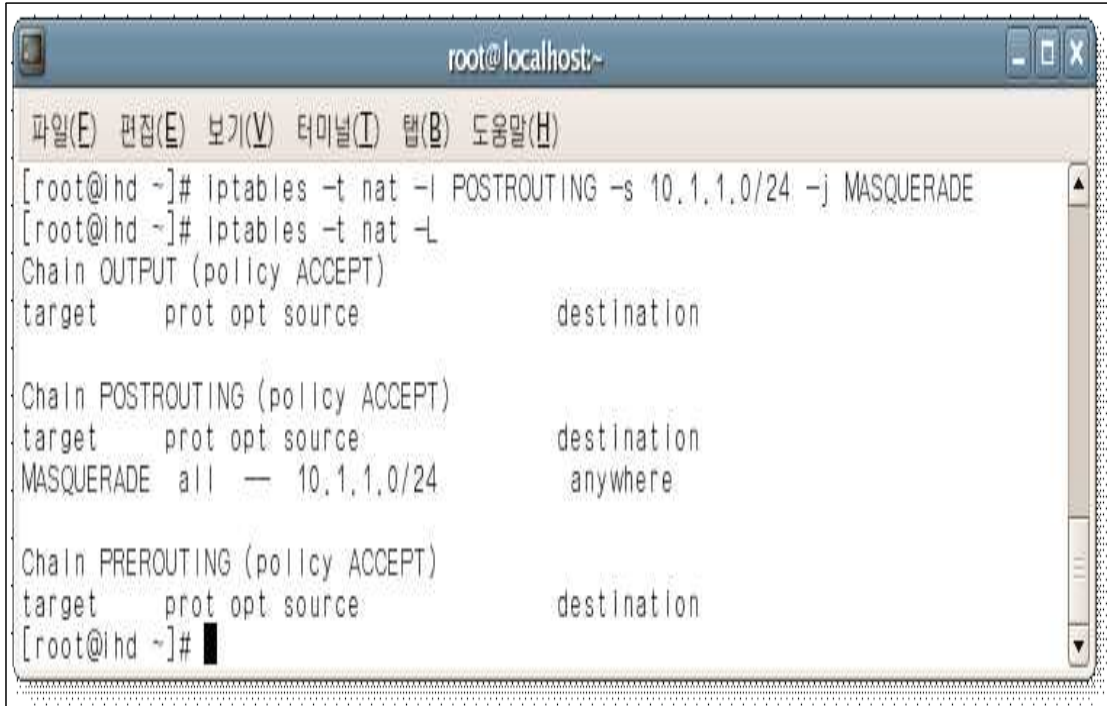 root@localhost:~
파일(F) 편집(E) 보기(V) 터미널(T) 탭(B) 도움말(H)
[root@ihd ~]# iptables -t nat -I POSTROUTING -s 10.1.1.0/24 -j MASQUERADE
[root@ihd ~]# iptables -t nat -L
Chain OUTPUT (policy ACCEPT)
target prot opt source destination
Chain POSTROUTING (policy ACCEPT)
target prot opt source destination
MASQUERADE all -- 10.1.1.0/24 anywhere
Chain PREROUTING (policy ACCEPT)
target prot opt source destination
[root@ihd ~]#